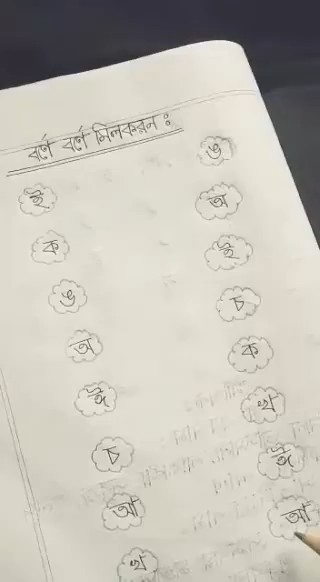 বর্ণে বর্ণে মিলকরন ঃ
ঙ
ই অ
ক ই
ঙ চ
অ ক
ঈ খ
চ ঈ
আ আ
খ